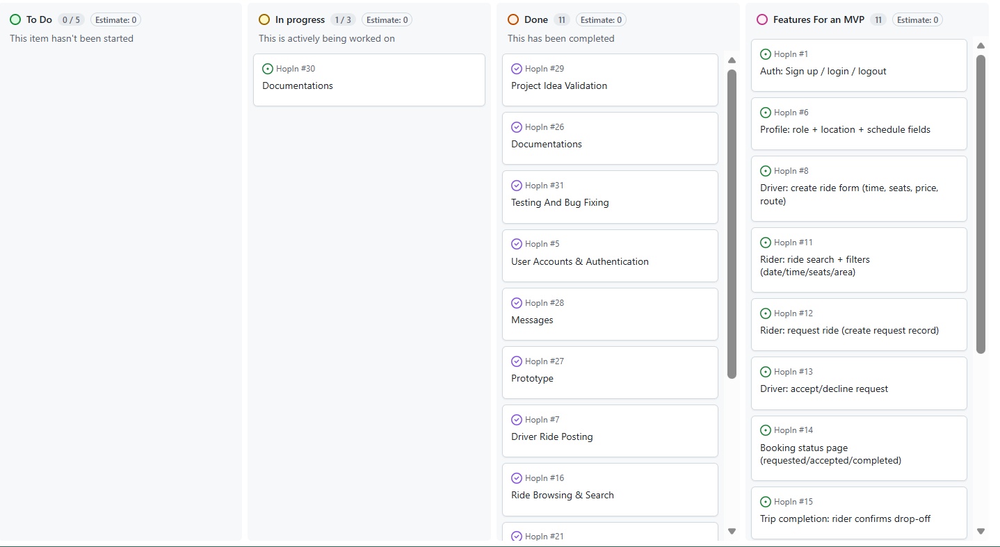 To Do 0 / 5 Estimate: 0
This item hasn't been started
In progress 1 / 3 Estimate: 0
This is actively being worked on
HopIn #30
Documentations
Done 11 Estimate: 0
This has been completed
HopIn #29
Project Idea Validation
HopIn #26
Documentations
HopIn #31
Testing And Bug Fixing
HopIn #5
User Accounts & Authentication
HopIn #28
Messages
HopIn #27
Prototype
HopIn #7
Driver Ride Posting
HopIn #16
Ride Browsing & Search
HopIn #21
Features For an MVP 11 Estimate: 0
HopIn #1
Auth: Sign up / login / logout
HopIn #6
Profile: role + location + schedule fields
HopIn #8
Driver: create ride form (time, seats, price,
route)
HopIn #11
Rider: ride search + filters
(date/time/seats/area)
HopIn #12
Rider: request ride (create request record)
HopIn #13
Driver: accept/decline request
HopIn #14
Booking status page
(requested/accepted/completed)
HopIn #15
Trip completion: rider confirms drop-off